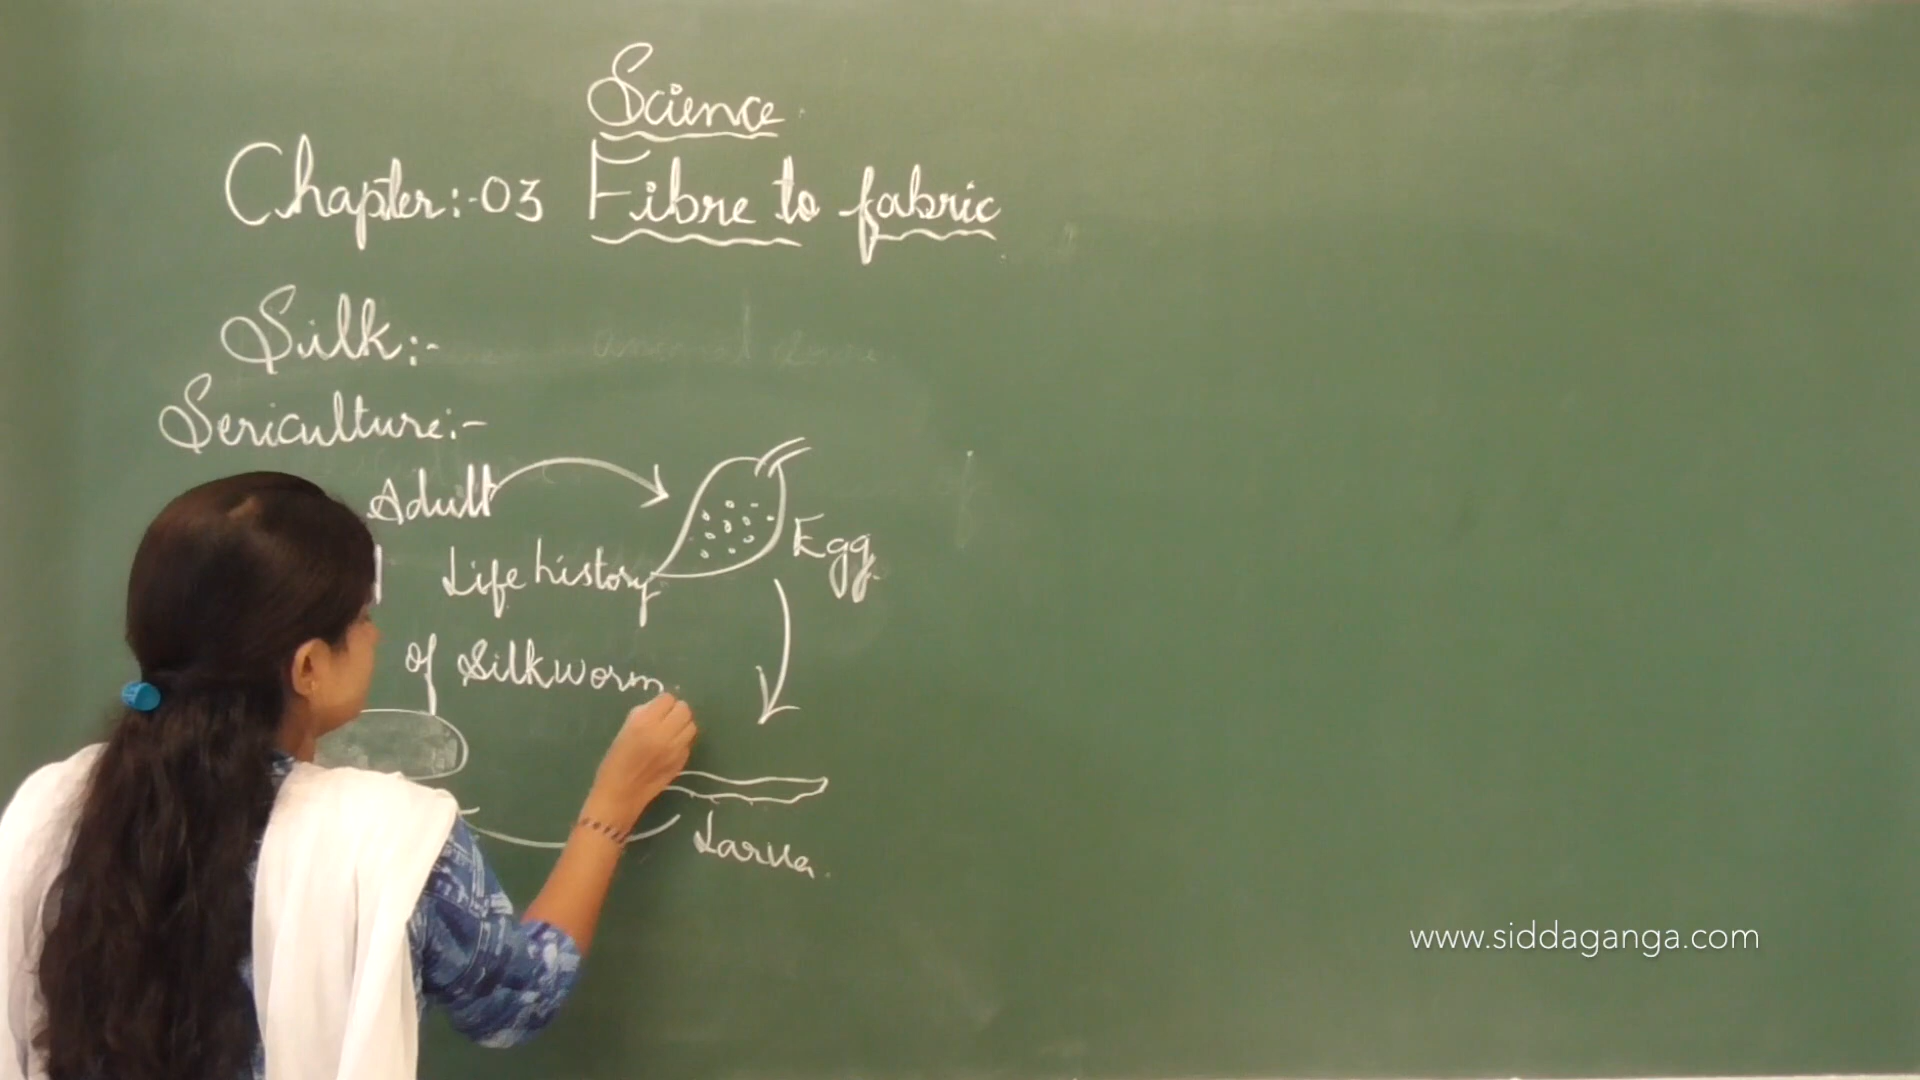 Science
Chapter:-03 Fibre to fabric
Silk:-
Sericulture:-
Adult
Egg
Life history
of Silkworm
Larva.
www.siddaganga.com